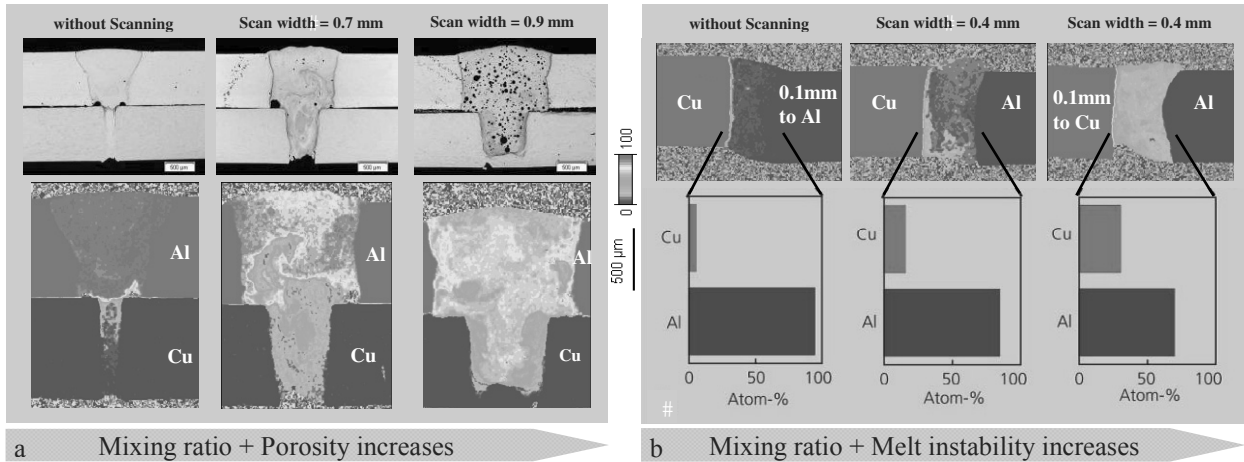 without Scanning
Scan width = 0.7 mm
Scan width = 0.9 mm
500 µm
500 µm
500 µm
Al
Cu
Al
Cu
Al
Cu
a
Mixing ratio + Porosity increases
100
0
500 µm
without Scanning
Scan width = 0.4 mm
Scan width = 0.4 mm
Cu
0.1mm
to Al
Cu
Al
0.1mm
to Cu
Al
Cu
Al
0
50
100
Atom-%
Cu
Al
0
50
100
Atom-%
Cu
Al
0
50
100
Atom-%
#
b
Mixing ratio + Melt instability increases